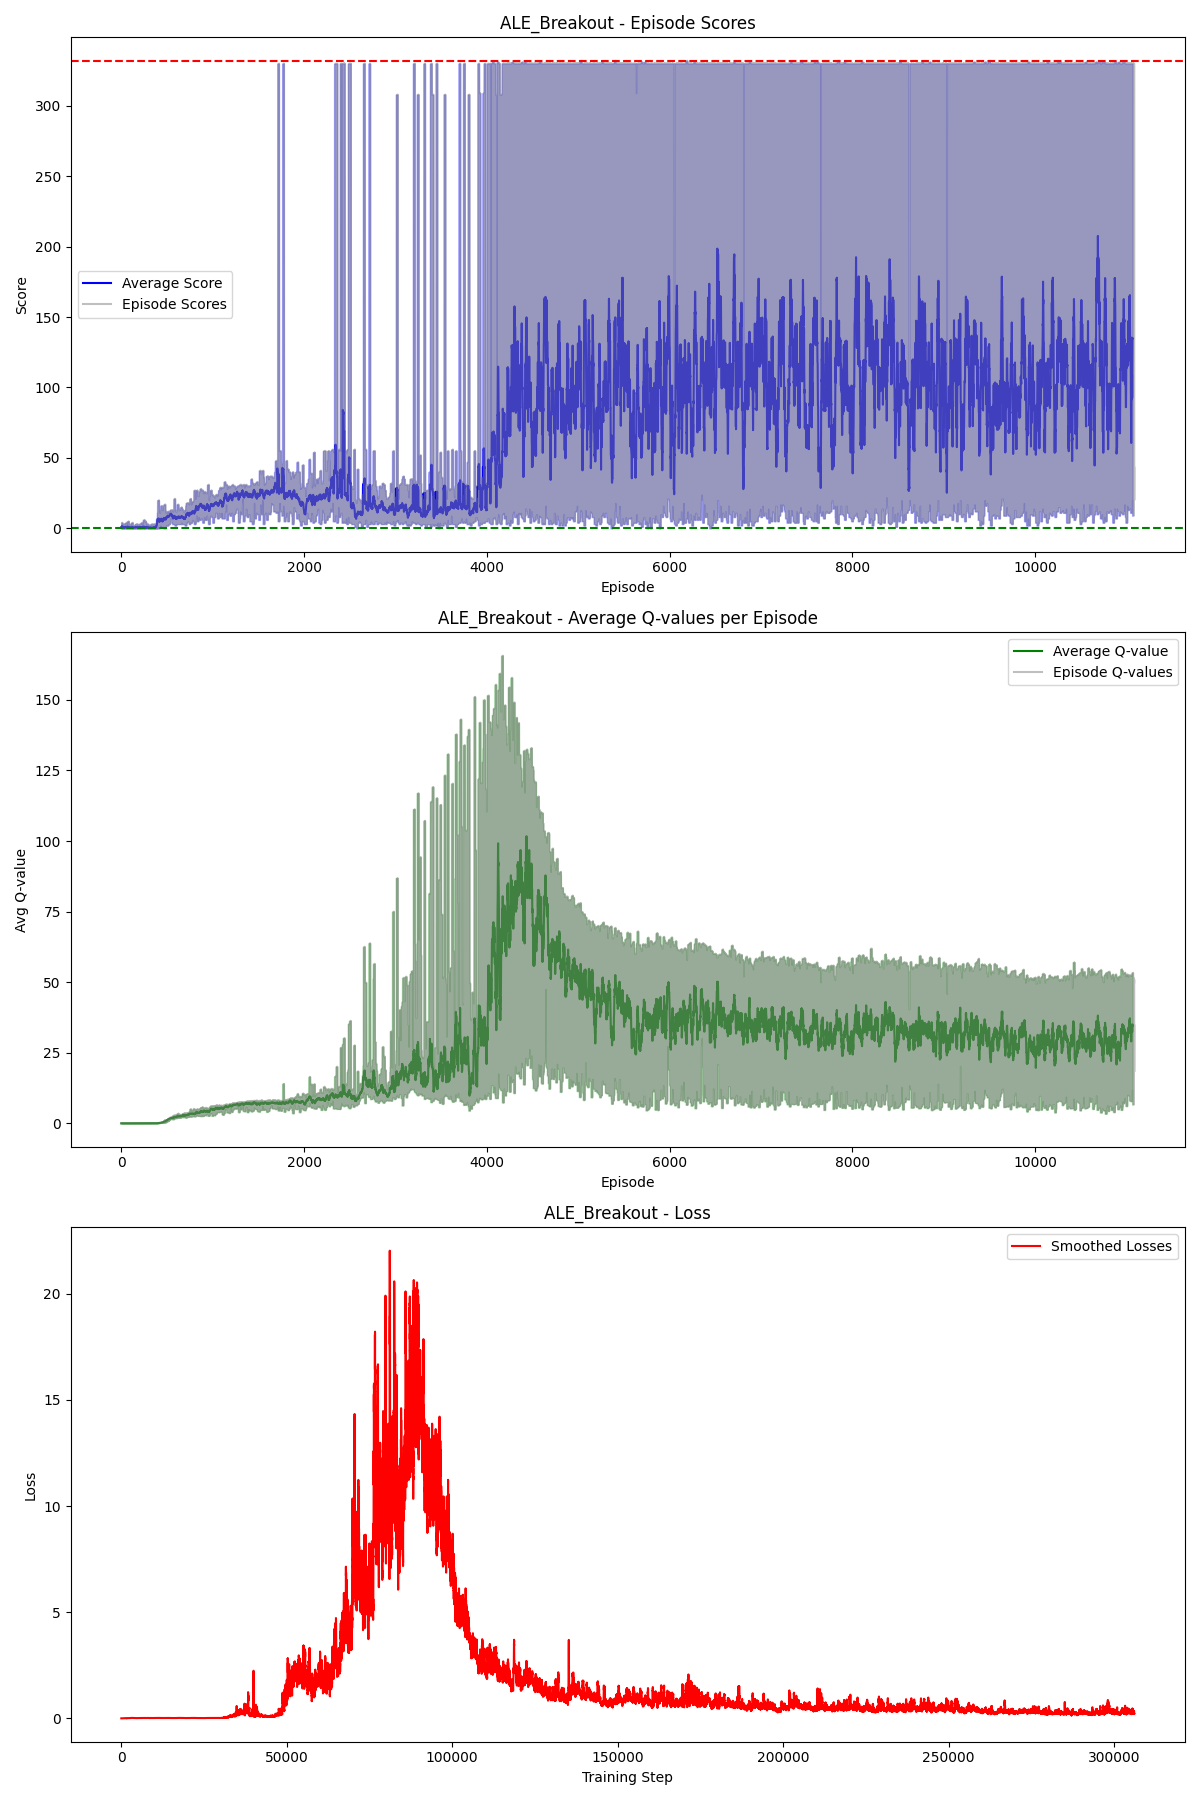 ALE_Breakout - Episode Scores
300
250
200
150
100
50
0
Score
Average Score
Episode Scores
0 2000 4000 6000 8000 10000
Episode
ALE_Breakout - Average Q-values per Episode
150
125
100
75
50
25
0
Avg Q-value
Average Q-value
Episode Q-values
0 2000 4000 6000 8000 10000
Episode
ALE_Breakout - Loss
20
15
10
5
0
Loss
Smoothed Losses
0 50000 100000 150000 200000 250000 300000
Training Step